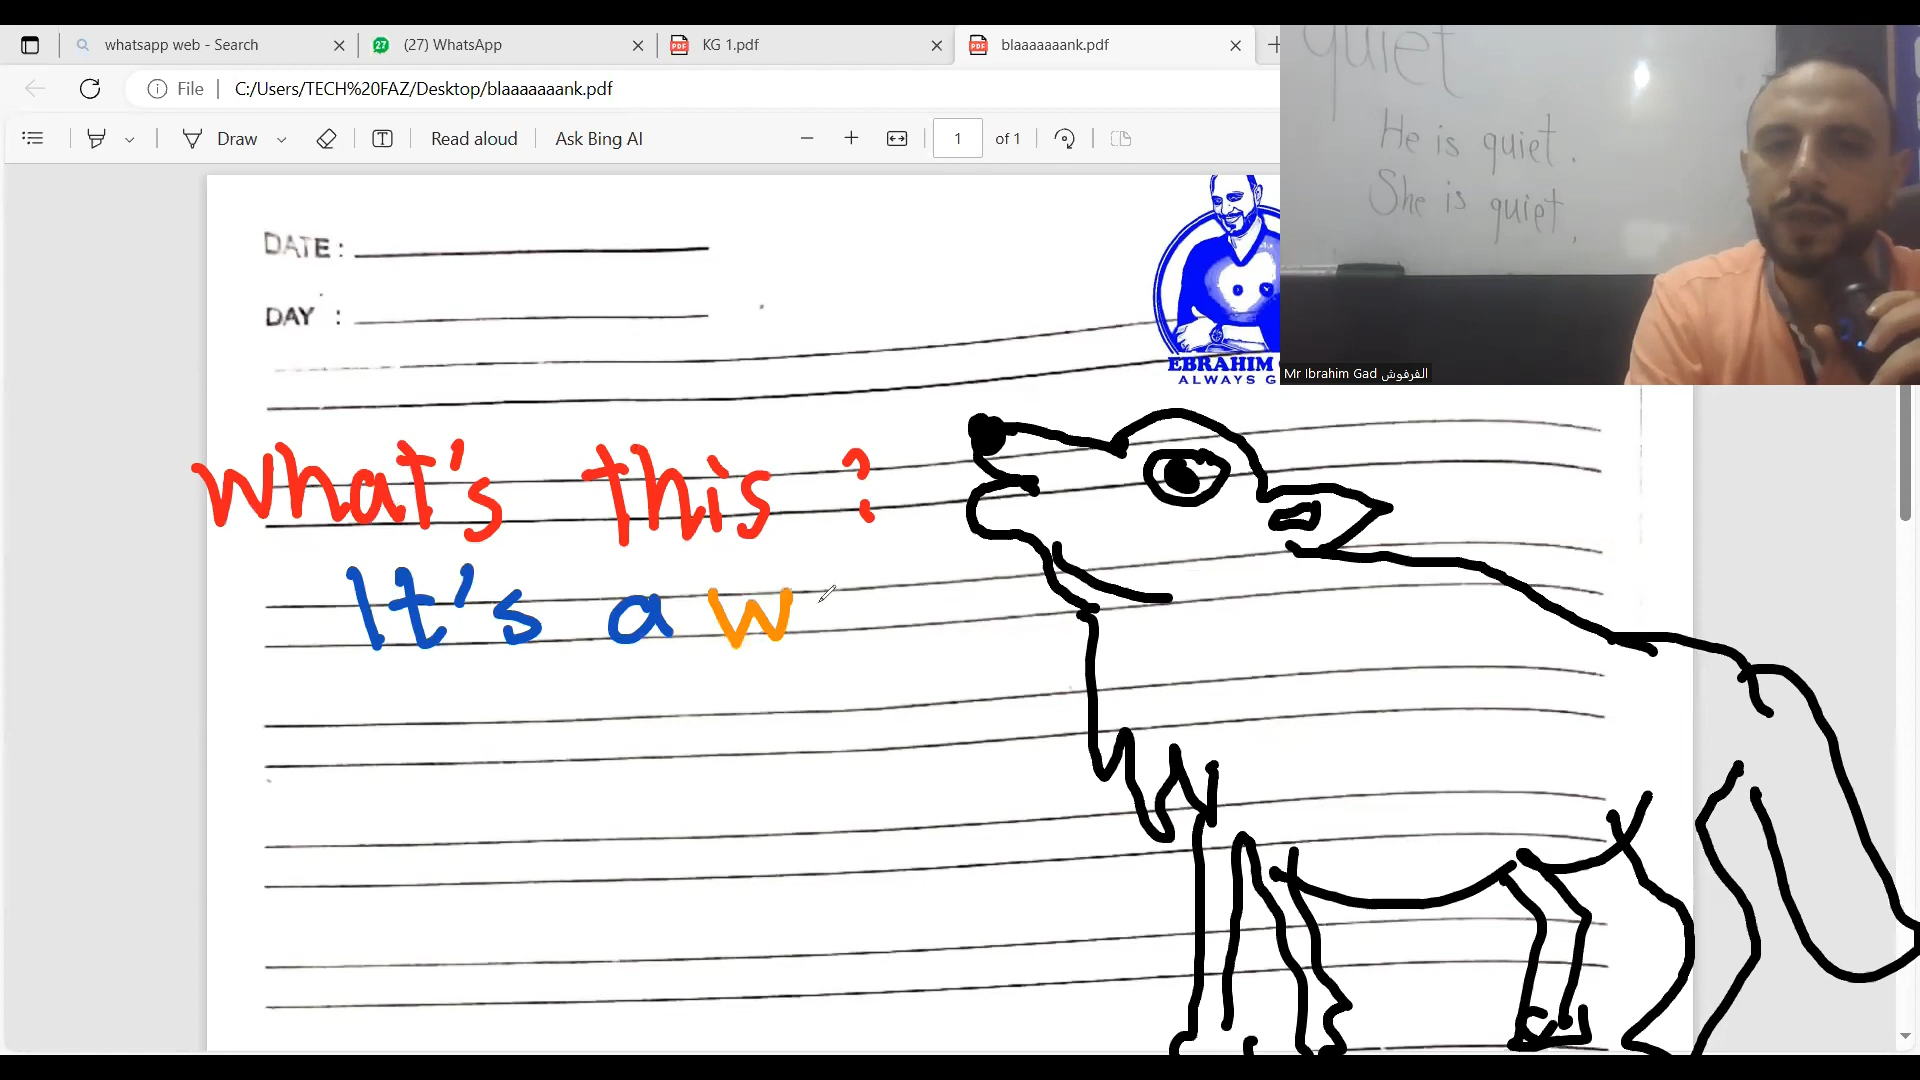 whatsapp web - Search
(27) WhatsApp
KG 1.pdf
blaaaaaaank.pdf
File
C:/Users/TECH%20FAZ/Desktop/blaaaaaaank.pdf
Draw
Read aloud
Ask Bing AI
1
of 1
quiet
He is quiet.
She is quiet.
Mr Ibrahim Gad الفرفوش
DATE:
DAY :
EBRAHIM
ALWAYS G
What's this ?
It's a w